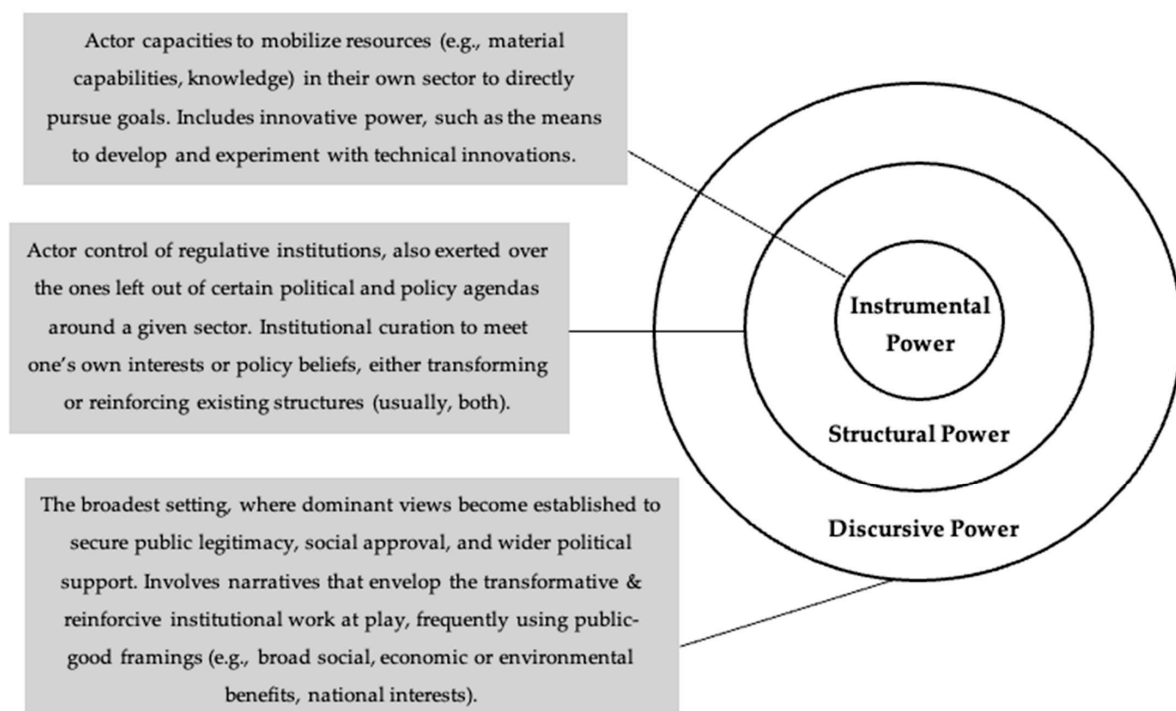 Actor capacities to mobilize resources (e.g., material
capabilities, knowledge) in their own sector to directly
pursue goals. Includes innovative power, such as the means
to develop and experiment with technical innovations.
Actor control of regulative institutions, also exerted over
the ones left out of certain political and policy agendas
around a given sector. Institutional curation to meet
one's own interests or policy beliefs, either transforming
or reinforcing existing structures (usually, both).
The broadest setting, where dominant views become established to
secure public legitimacy, social approval, and wider political
support. Involves narratives that envelop the transformative &
reinforcive institutional work at play, frequently using public-
good framings (e.g., broad social, economic or environmental
benefits, national interests).
Instrumental
Power
Structural Power
Discursive Power